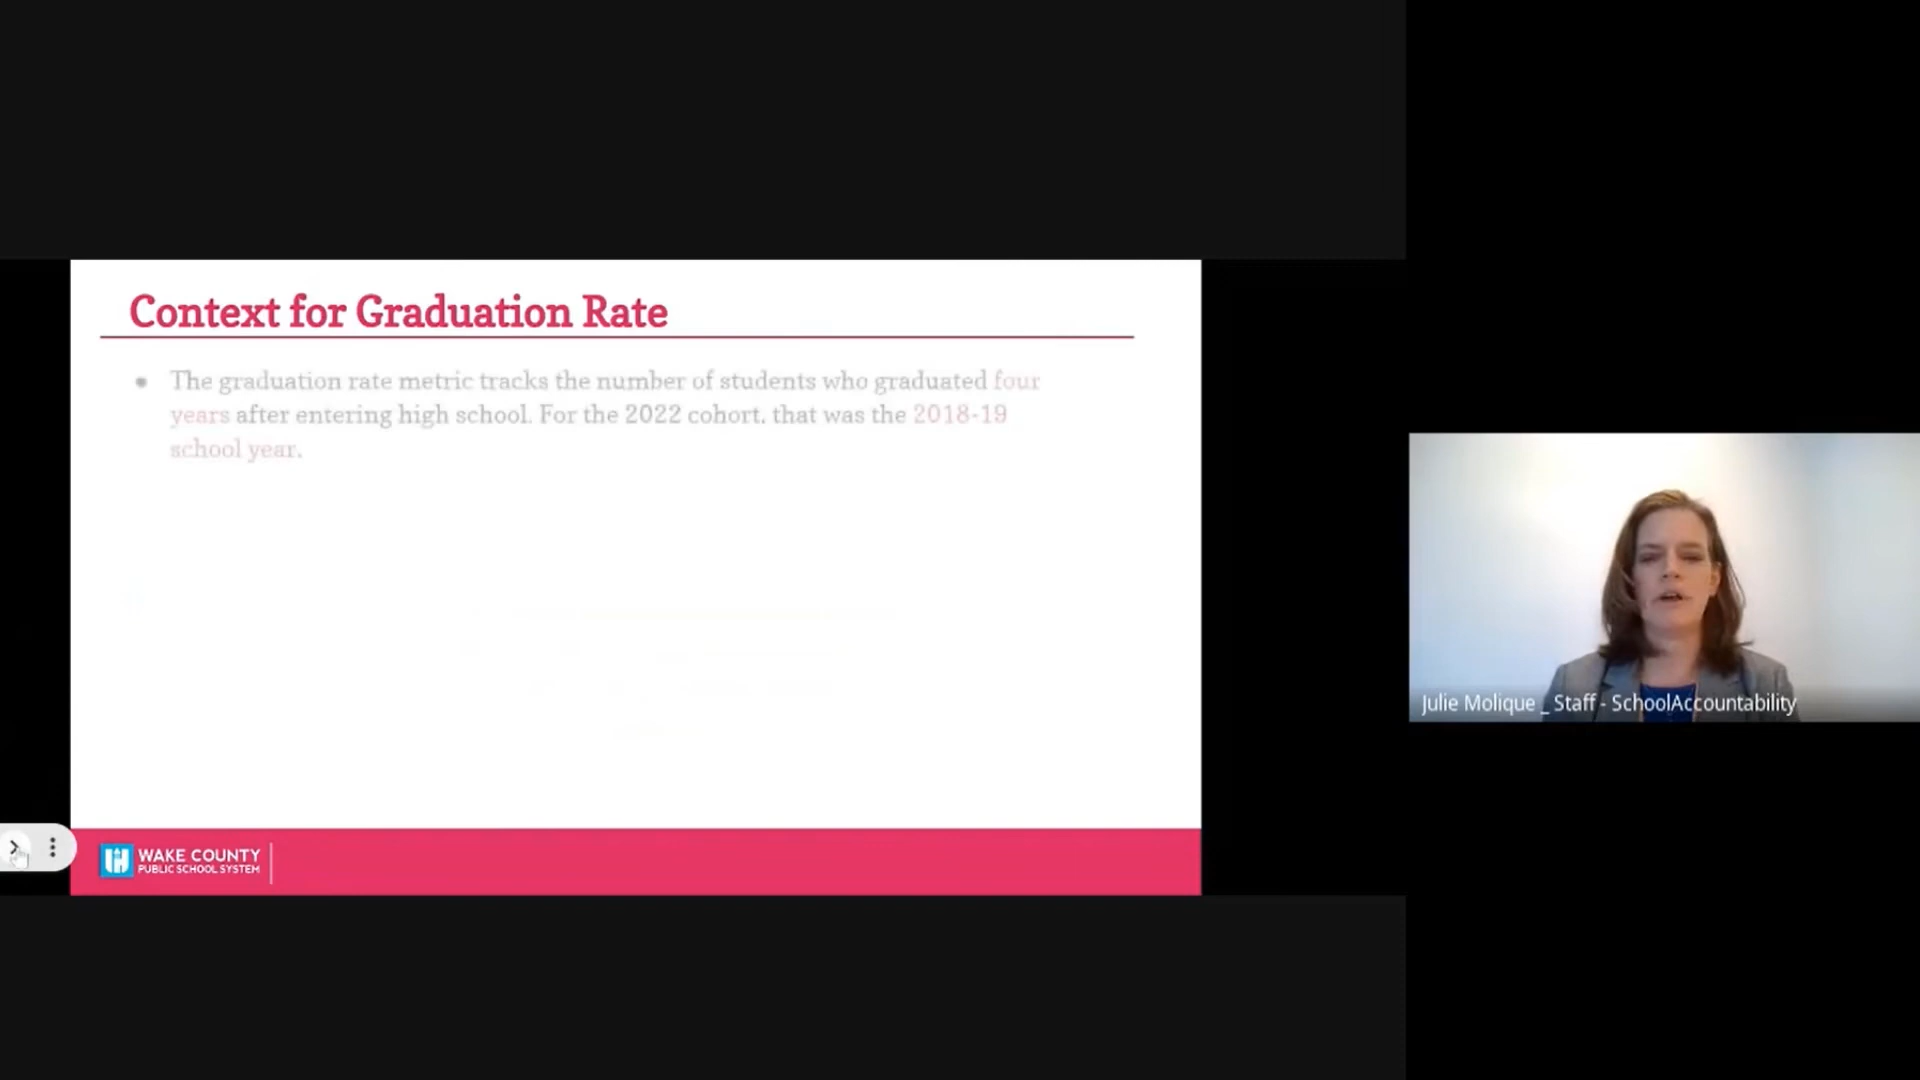 Context for Graduation Rate
The graduation rate metric tracks the number of students who graduated four
years after entering high school. For the 2022 cohort, that was the 2018-19
school year.
Julie Molique _ Staff - SchoolAccountability
WAKE COUNTY
PUBLIC SCHOOL SYSTEM